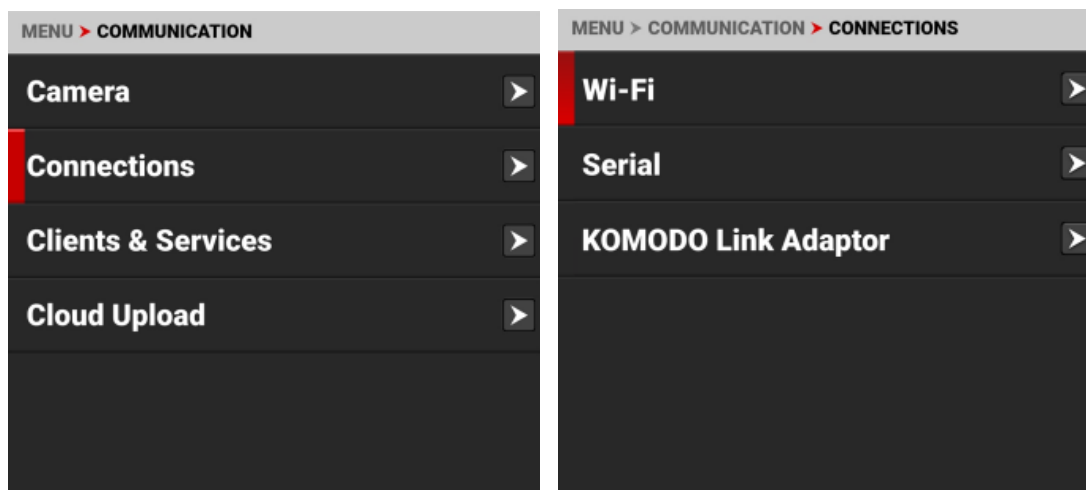 MENU > COMMUNICATION
Camera
Connections
Clients & Services
Cloud Upload
MENU > COMMUNICATION > CONNECTIONS
Wi-Fi
Serial
KOMODO Link Adaptor